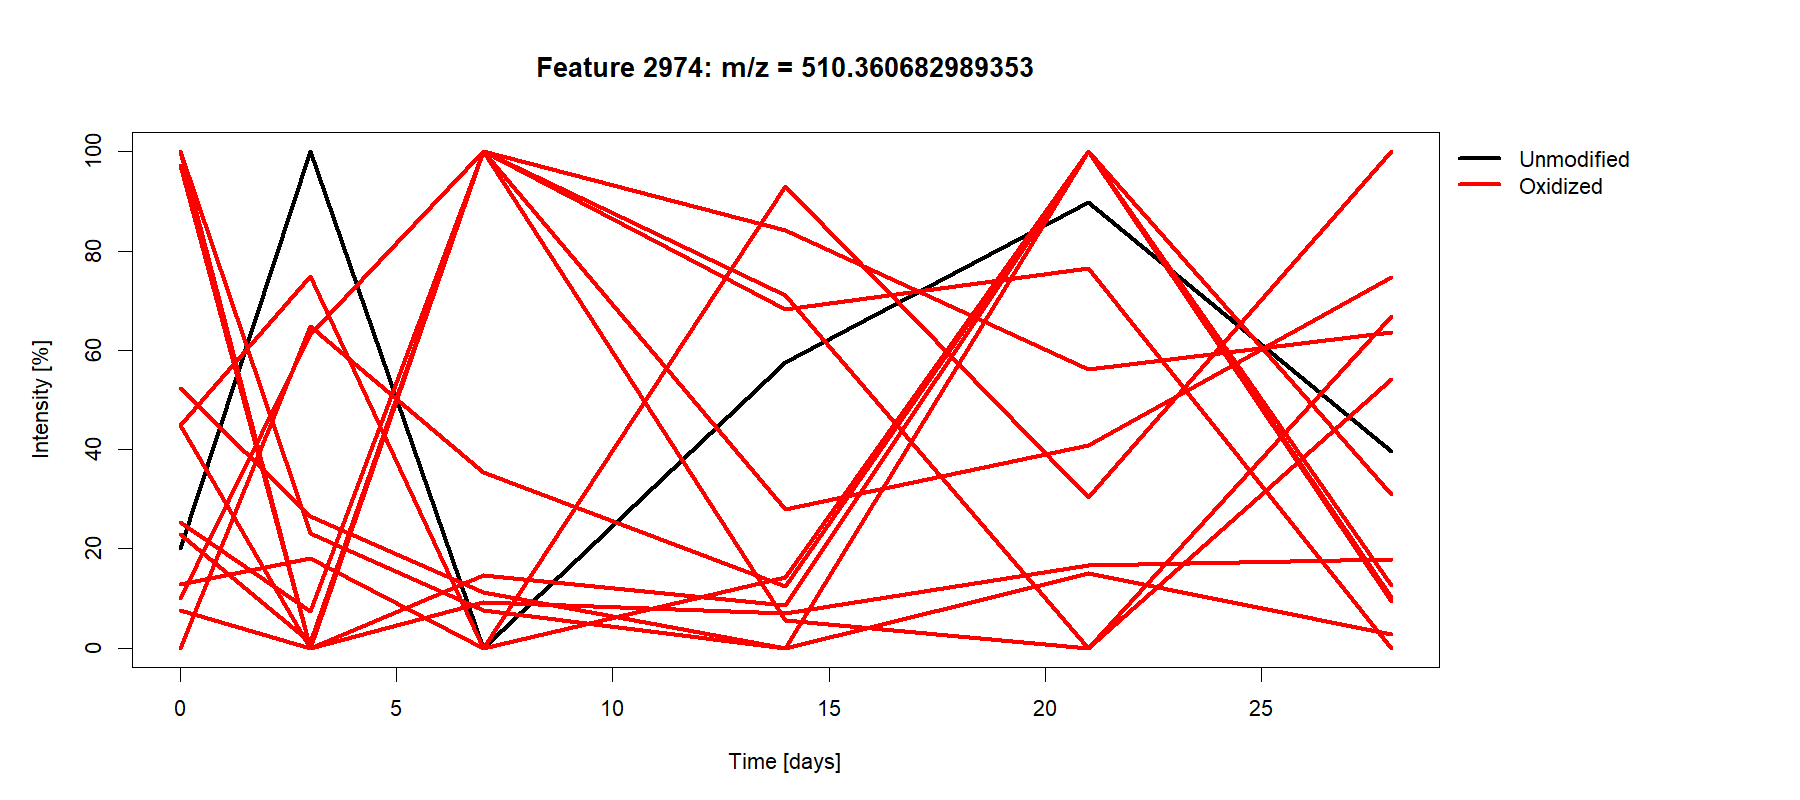 Feature 2974: m/z = 510.360682989353
Unmodified
Oxidized
Intensity [%]
100
80
60
40
20
0
0 5 10 15 20 25
Time [days]